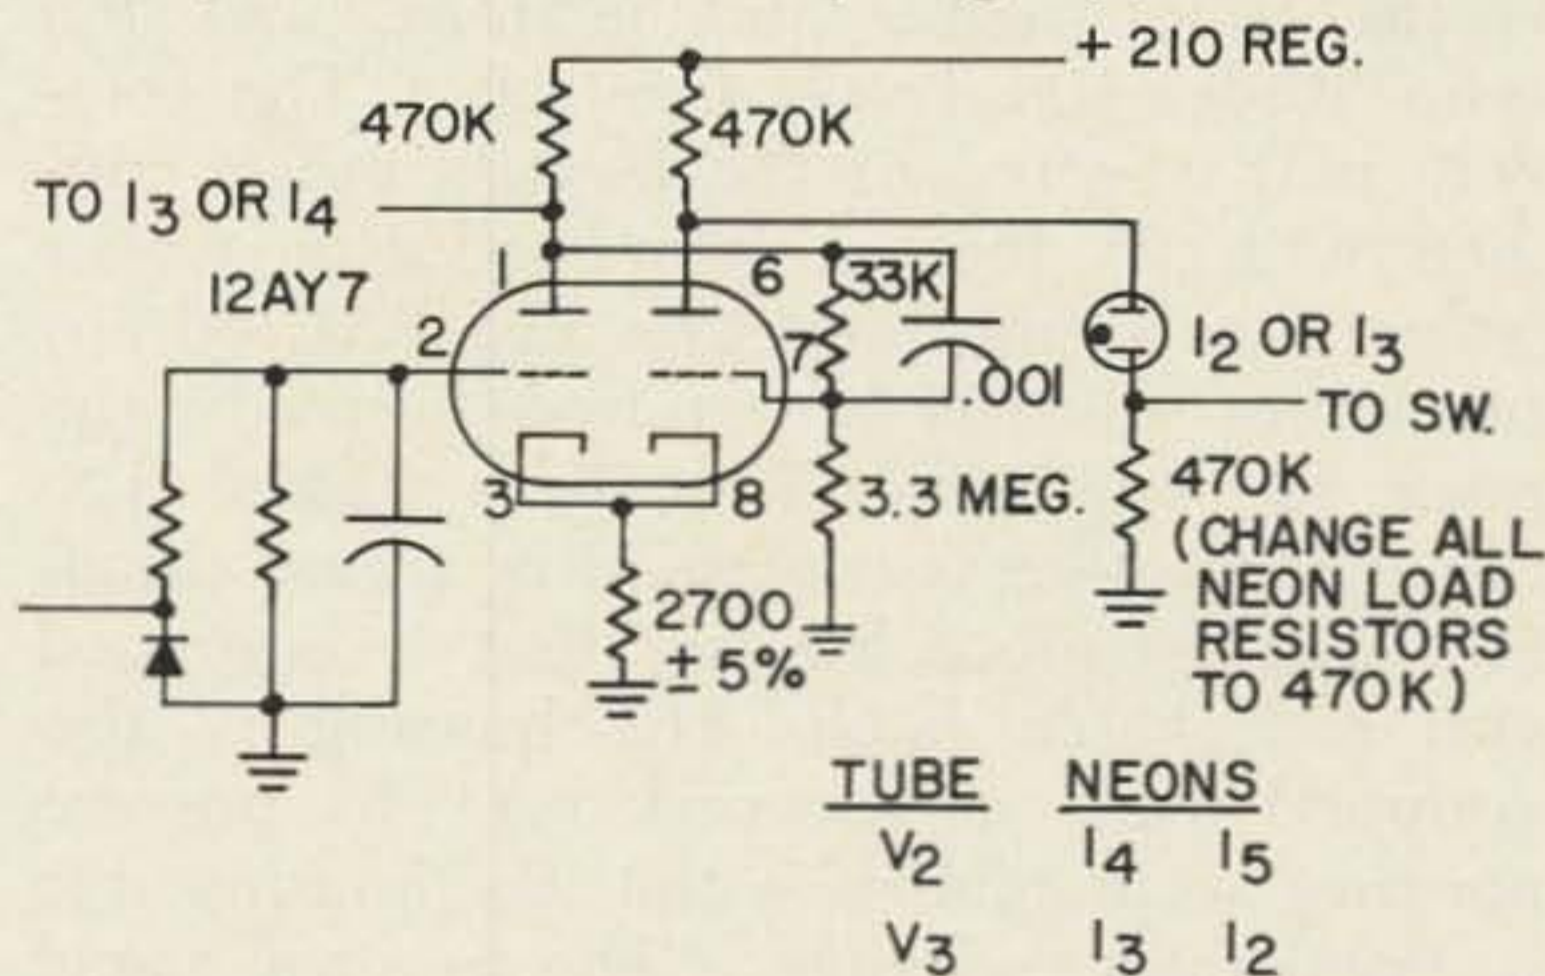 + 210 REG.
470K
470K
TO I3 OR I4
12AY7
1
6
33K
2
7
I2 OR I3
.001
TO SW.
3
8
3.3 MEG.
470K
(CHANGE ALL
NEON LOAD
RESISTORS
TO 470K)
2700
± 5%
TUBE NEONS
V2 I4 I5
V3 I3 I2